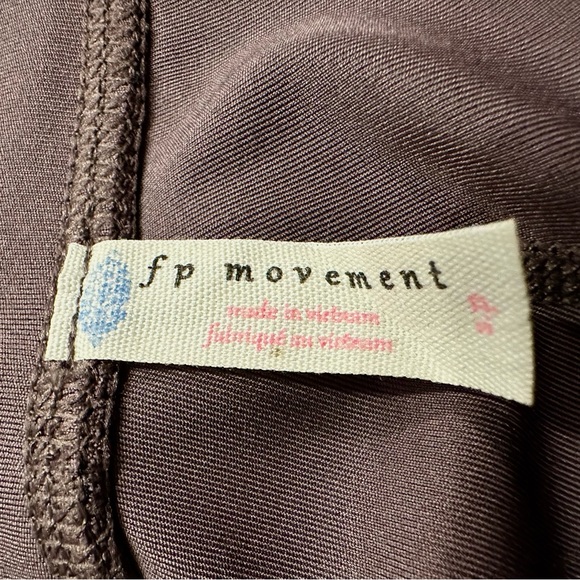 fp movement
made in vietnam
fabriqué au vietnam
s/p